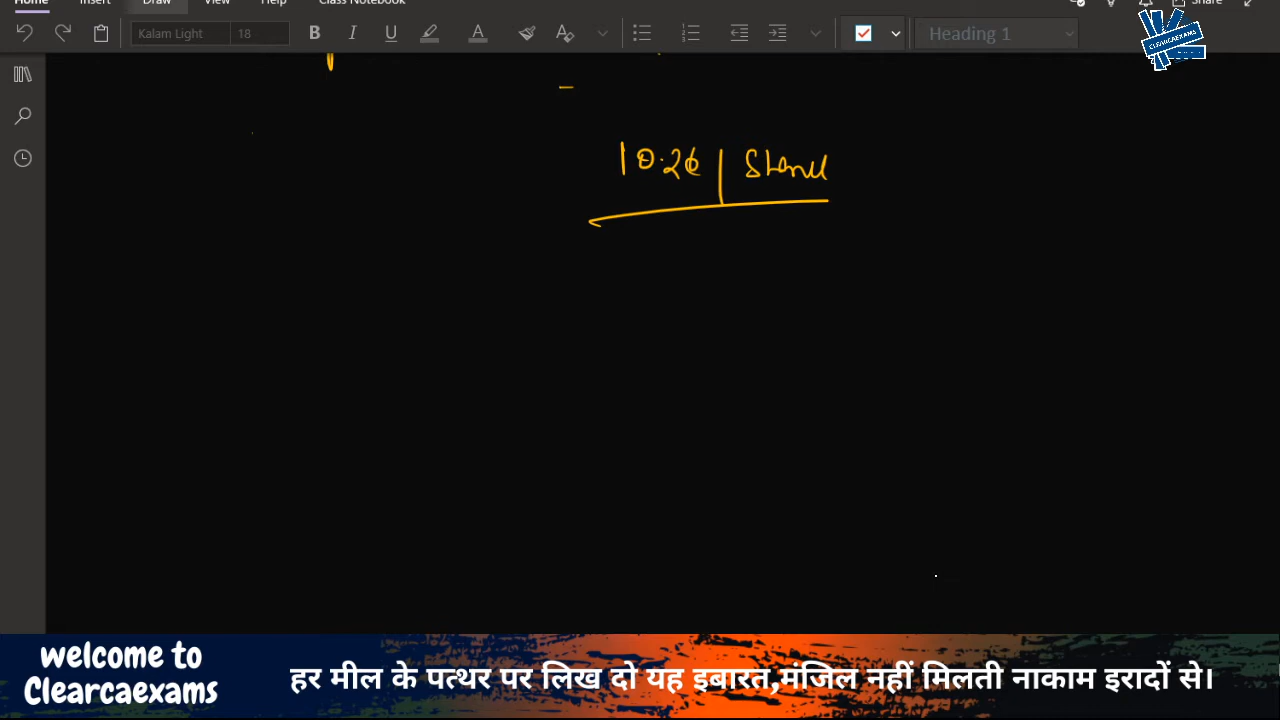 Home Insert Draw View Help Class Notebook Share
Kalam Light 18 B I U A Heading 1
CLEARCAEXAMS
10.26
welcome to
Clearcaexams
हर मील के पत्थर पर लिख दो यह इबारत,मंजिल नहीं मिलती नाकाम इरादों से।